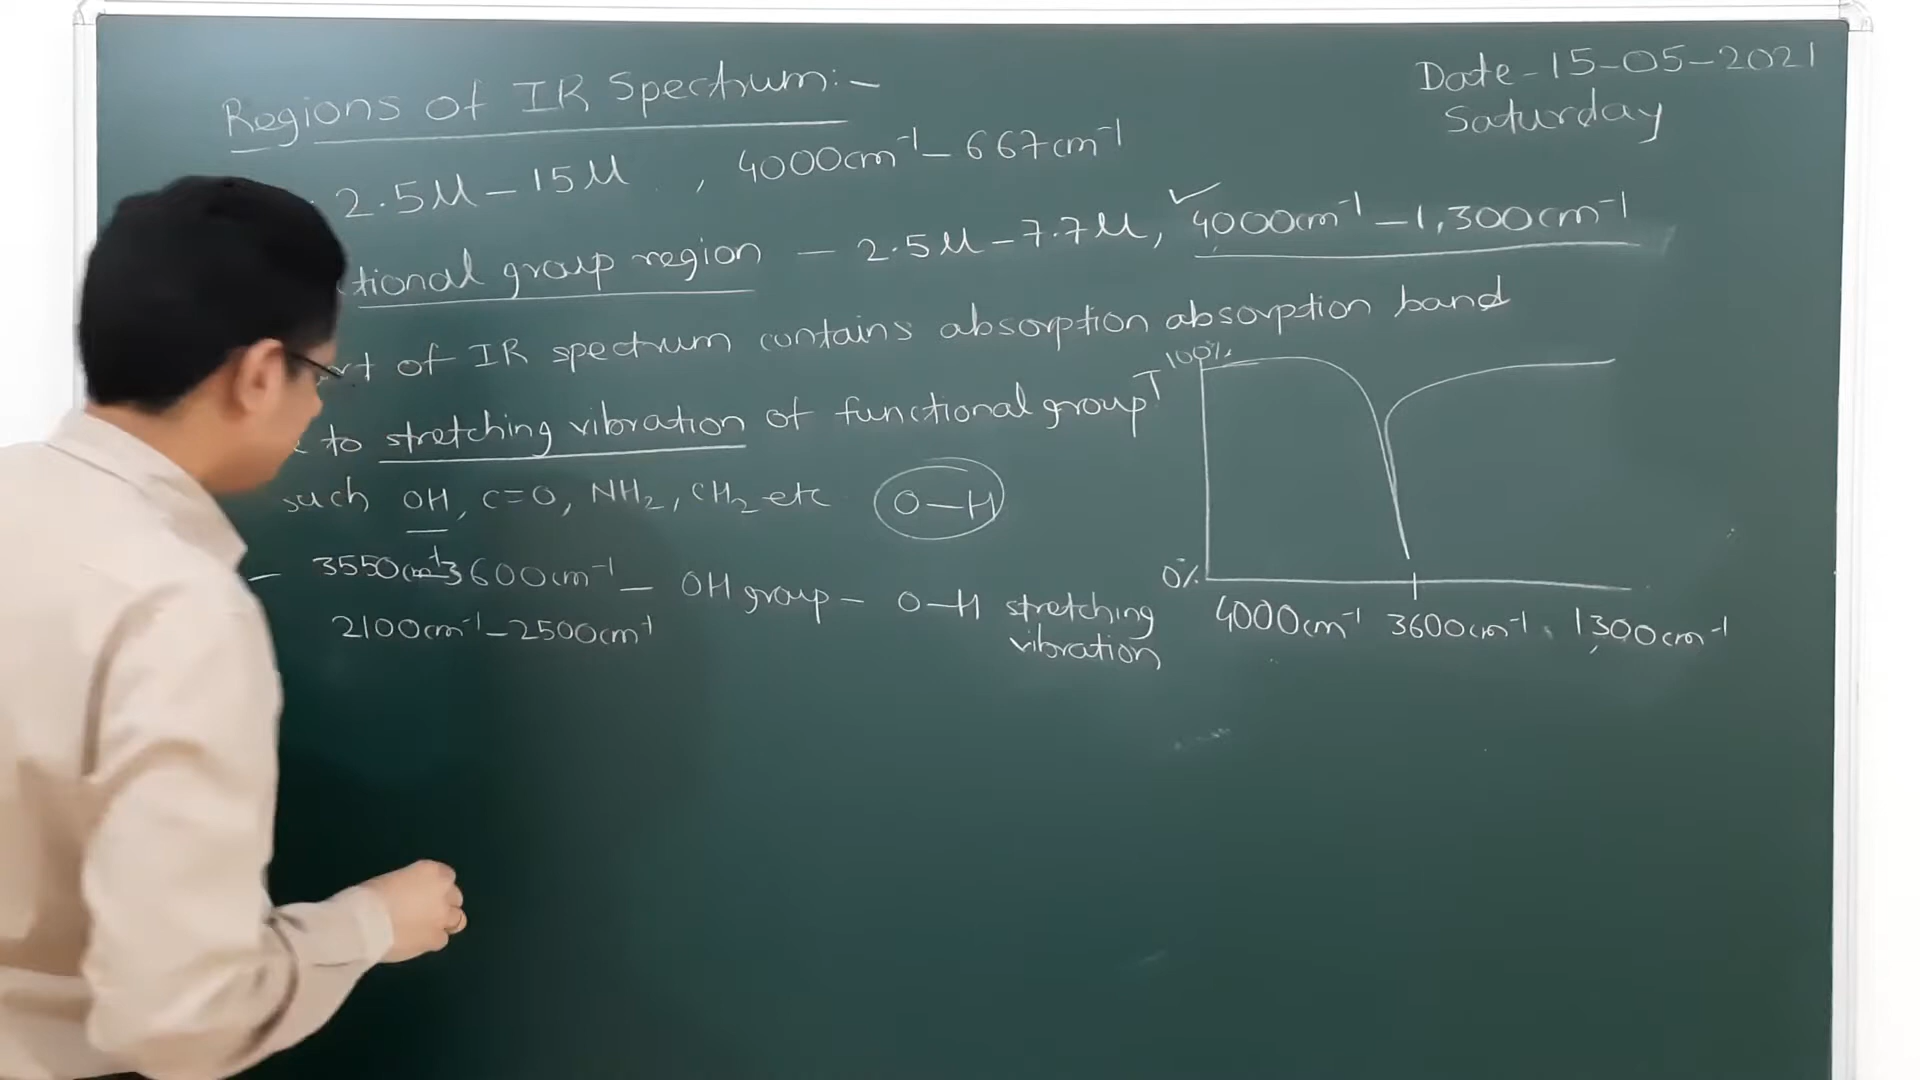 Regions of IR Spectrum:-
Date-15-05-2021
Saturday
2.5μ-15μ, 4000cm⁻¹-667cm⁻¹
tional group region - 2.5μ-7.7μ, ✓4000cm⁻¹-1,300cm⁻¹
of IR spectrum contains absorption absorption band
to stretching vibration of functional group
such OH, C=O, NH₂, CH₂ etc O-H
- 3550cm⁻¹-3600cm⁻¹ - OH group - O-H stretching
vibration
2100cm⁻¹-2500cm⁻¹
100%
T
0%
4000cm⁻¹ 3600cm⁻¹ 1300cm⁻¹